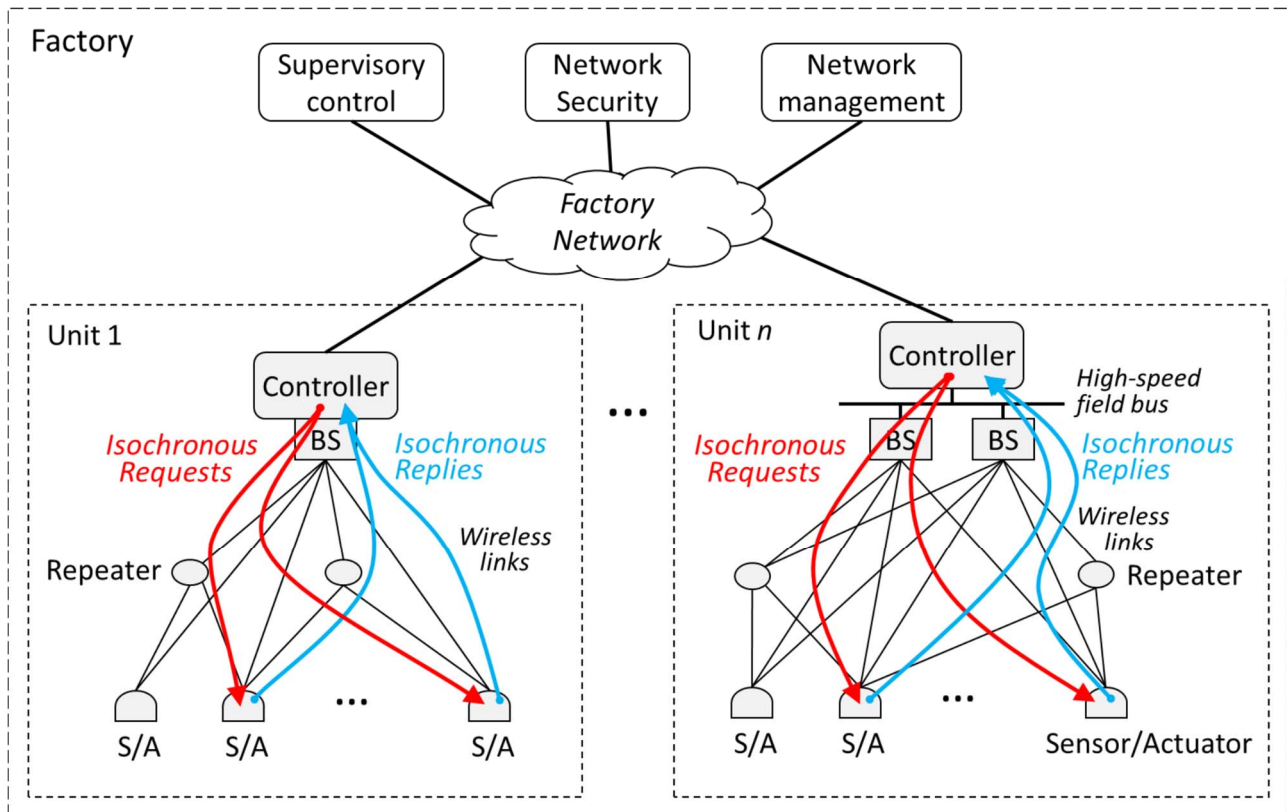 Factory
Supervisory
control
Network
Security
Network
management
Factory
Network
Unit 1
Controller
BS
Isochronous
Requests
Isochronous
Replies
Wireless
links
Repeater
S/A
S/A
...
S/A
...
Unit n
Controller
High-speed
field bus
BS
BS
Isochronous
Requests
Isochronous
Replies
Wireless
links
Repeater
...
S/A
S/A
Sensor/Actuator